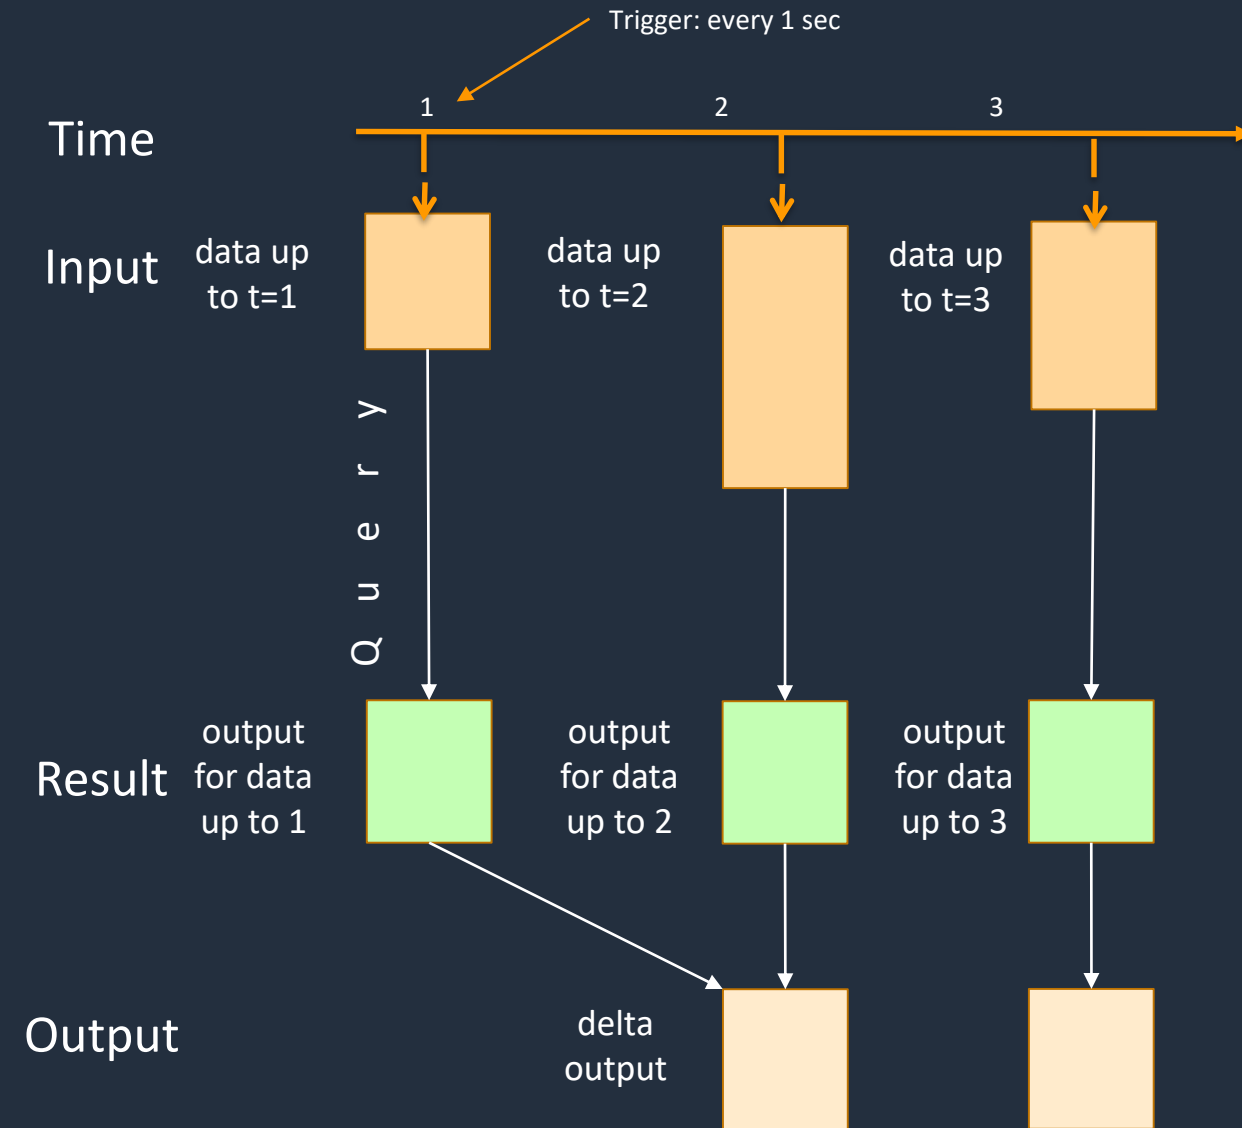 Trigger: every 1 sec
1
2
3
Time
Input
data up
to t=1
data up
to t=2
data up
to t=3
Query
Result
output
for data
up to 1
output
for data
up to 2
output
for data
up to 3
Output
delta
output